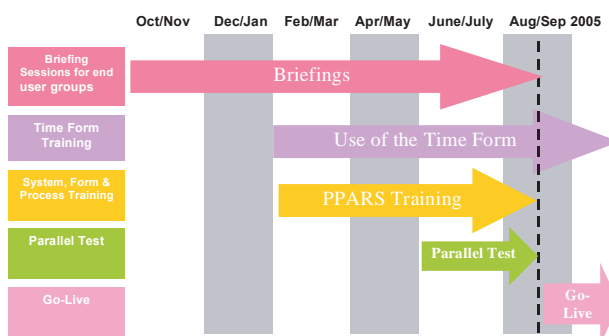 Oct/Nov Dec/Jan Feb/Mar Apr/May June/July Aug/Sep 2005
Briefing
Sessions for end
user groups
Briefings
Time Form
Training
Use of the Time Form
System, Form &
Process Training
PPARS Training
Parallel Test
Parallel Test
Go-Live
Go-
Live